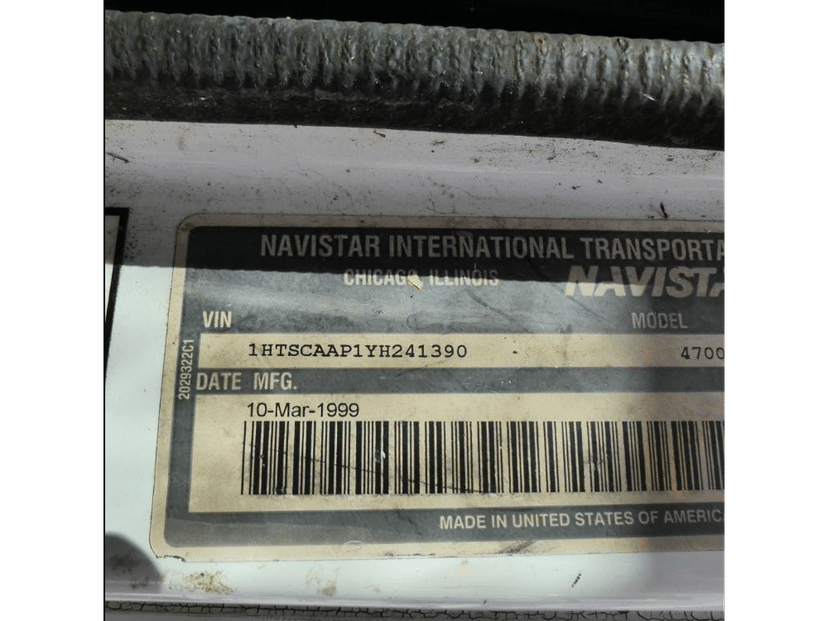 NAVISTAR INTERNATIONAL TRANSPORTA
CHICAGO, ILLINOIS
NAVISTA
VIN
MODEL
1HTSCAAP1YH241390
4700
2029322C1
DATE MFG.
10-Mar-1999
MADE IN UNITED STATES OF AMERICA